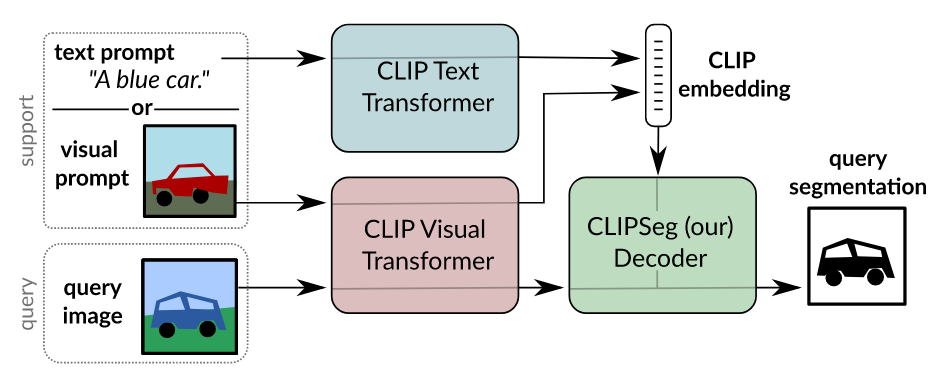 support
text prompt
"A blue car."
or
visual
prompt
query
query
image
CLIP Text
Transformer
CLIP Visual
Transformer
CLIP
embedding
CLIPSeg (our)
Decoder
query
segmentation